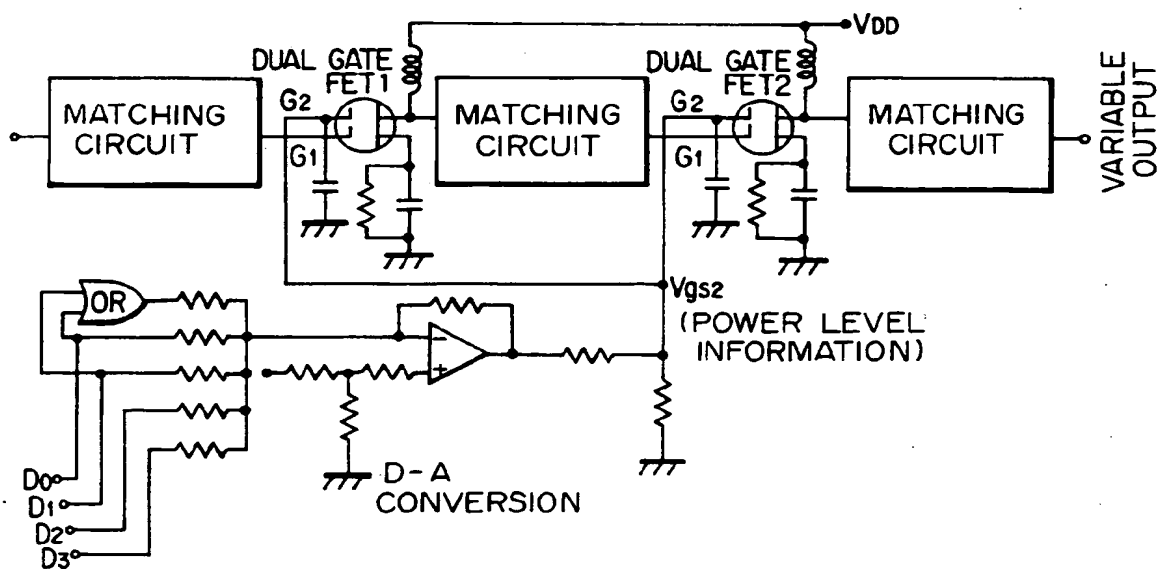 VDD
DUAL GATE
FET1
DUAL GATE
FET2
MATCHING
CIRCUIT
G2
G1
MATCHING
CIRCUIT
G2
G1
MATCHING
CIRCUIT
VARIABLE
OUTPUT
OR
Vgs2
(POWER LEVEL
INFORMATION)
−
+
D-A
CONVERSION
D0
D1
D2
D3